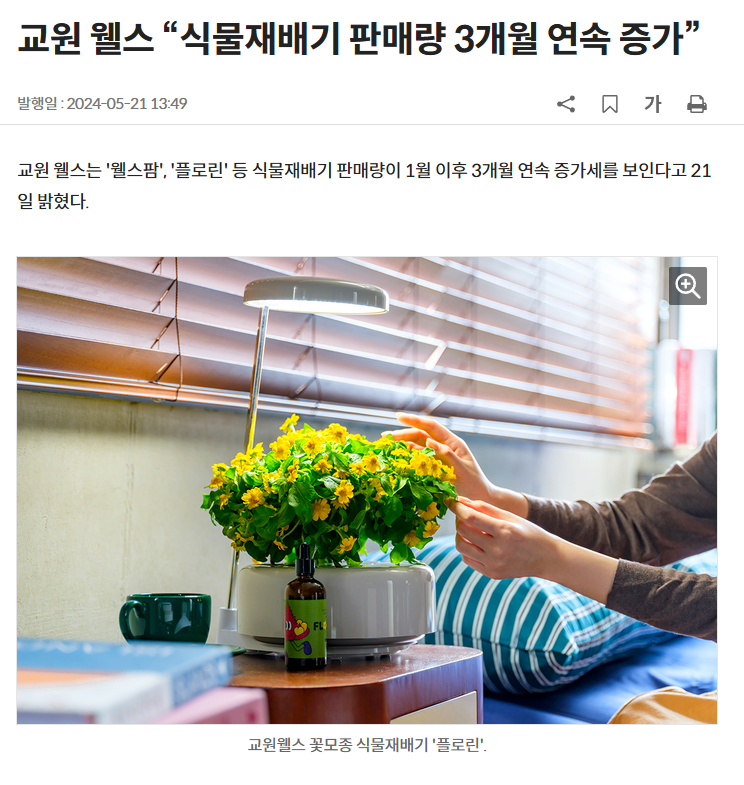 교원 웰스 “식물재배기 판매량 3개월 연속 증가”
발행일 : 2024-05-21 13:49
가
교원 웰스는 '웰스팜', '플로린' 등 식물재배기 판매량이 1월 이후 3개월 연속 증가세를 보인다고 21
일 밝혔다.
교원웰스 꽃모종 식물재배기 '플로린'.